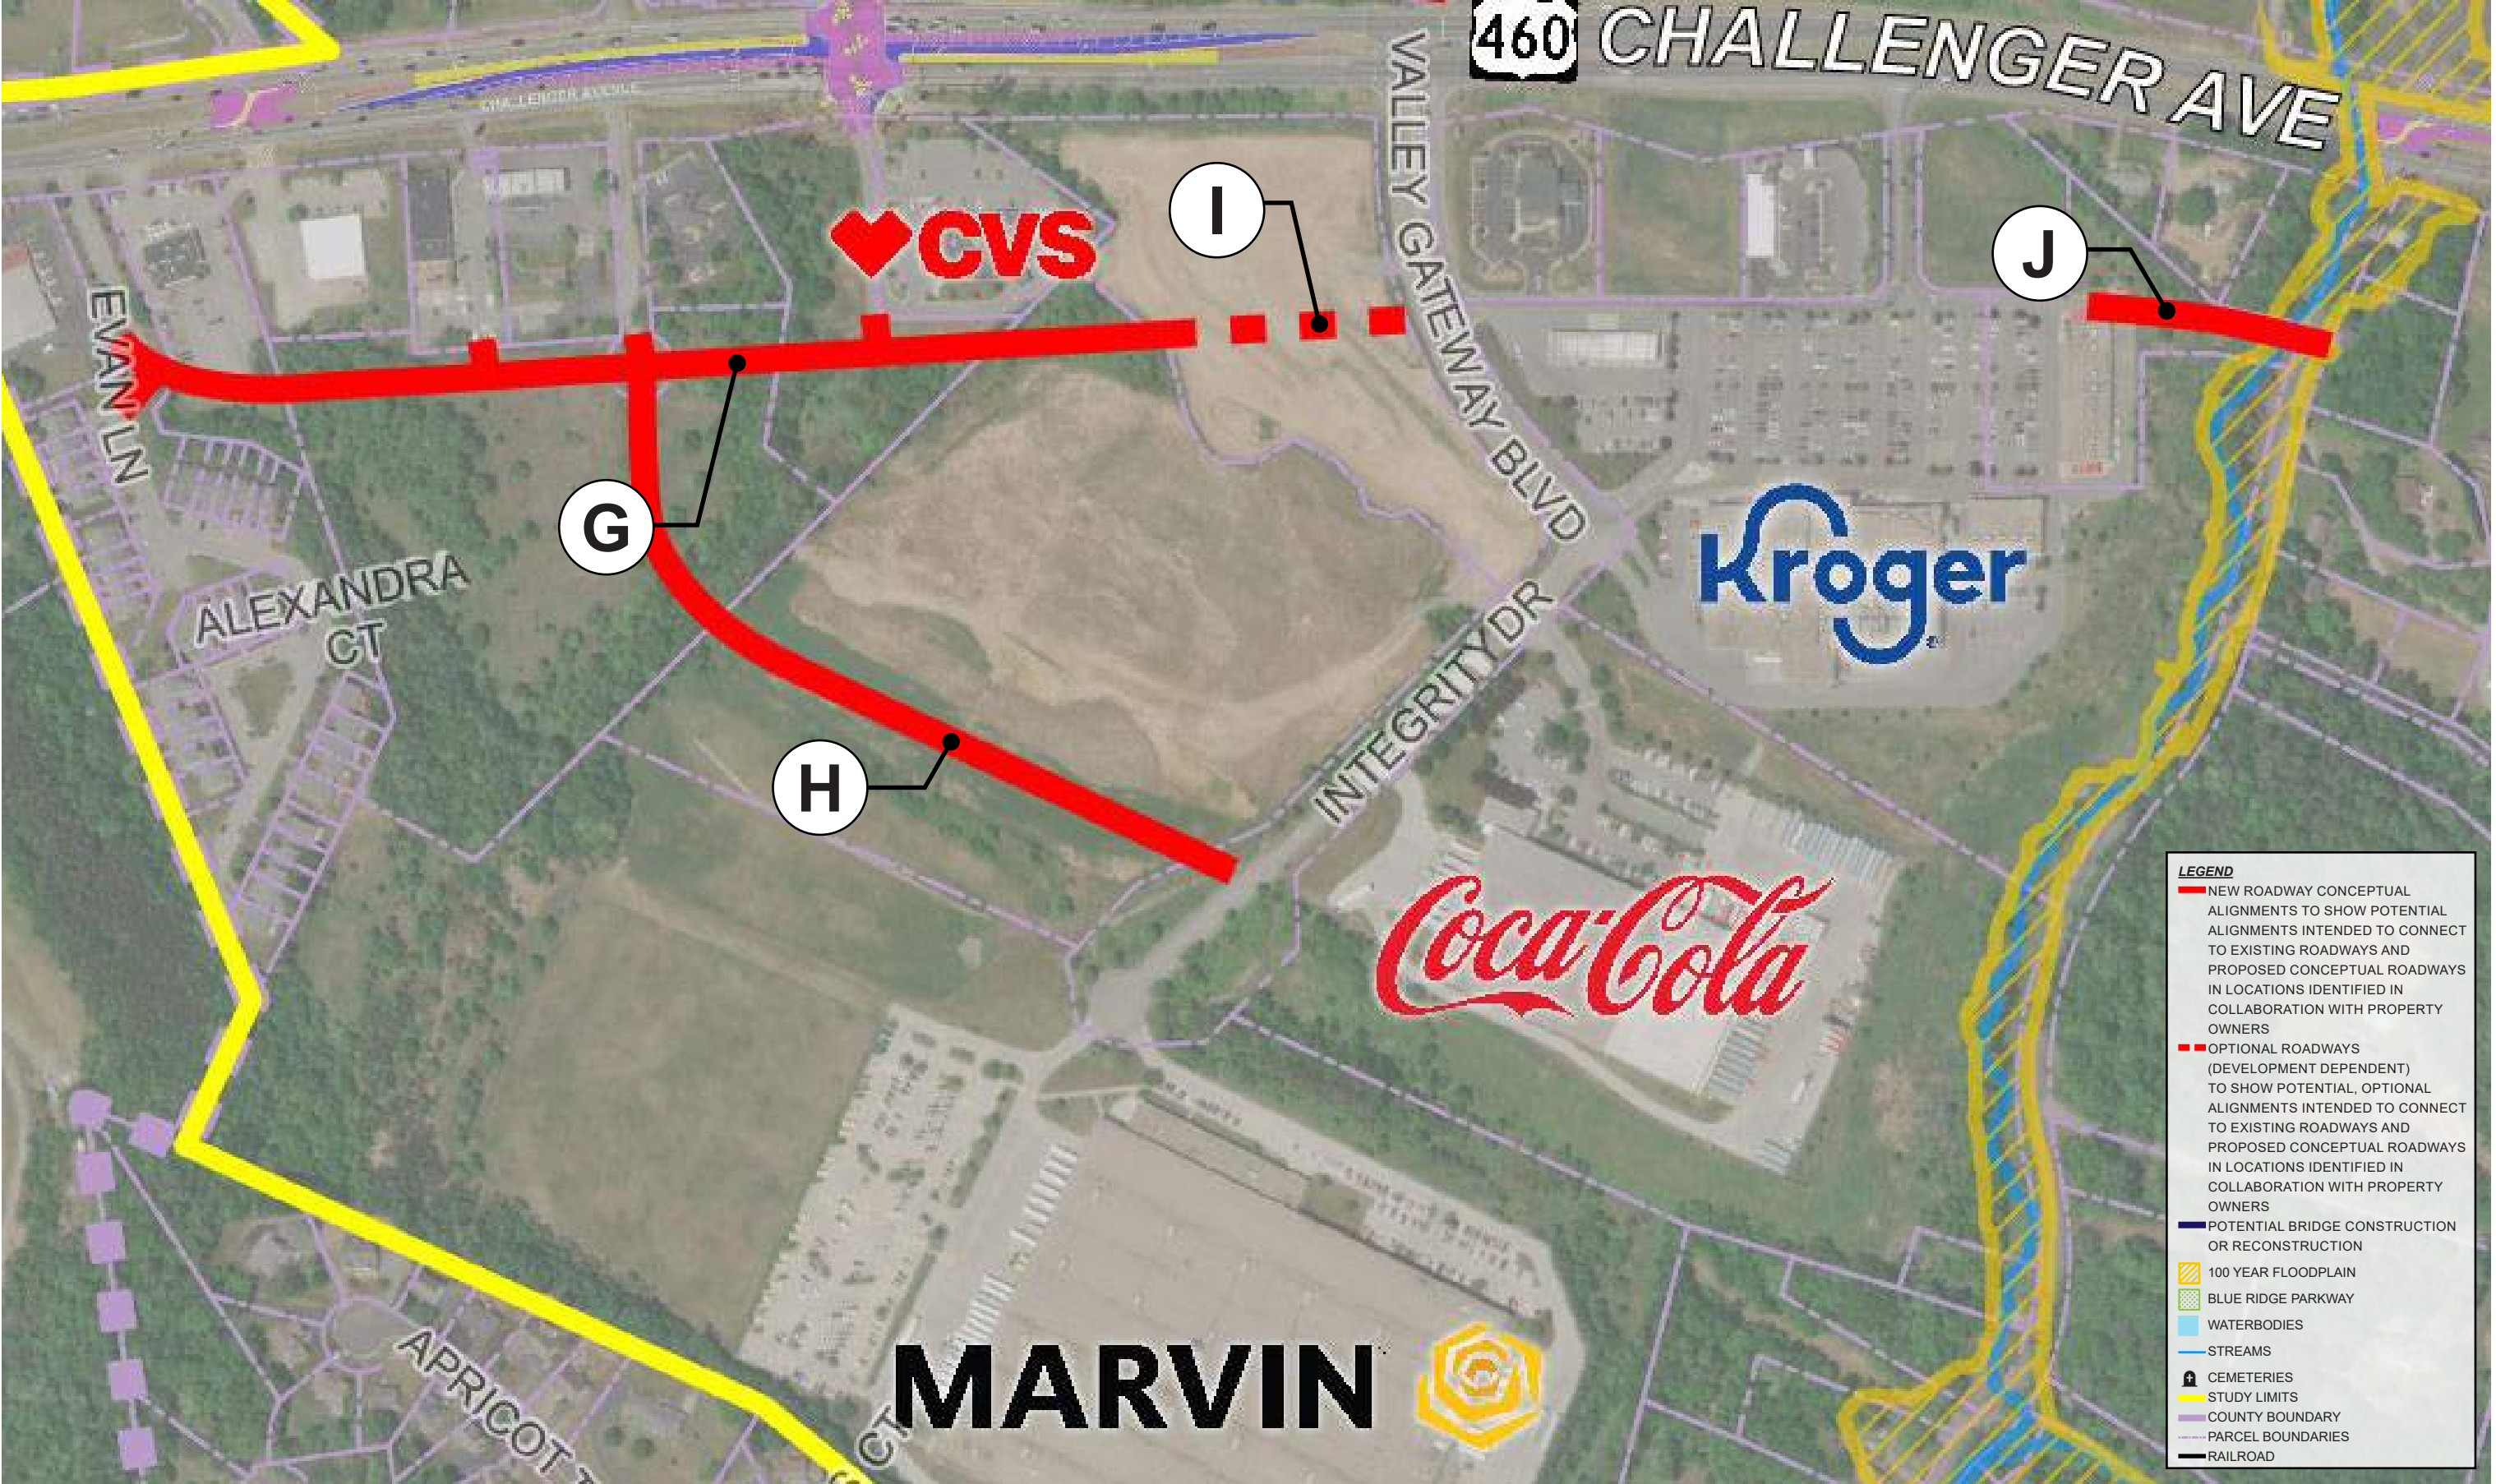 460
CHALLENGER AVE
CHALLENGER AVENUE
VALLEY GATEWAY BLVD
CVS
I
J
EVAN LN
G
Kroger
ALEXANDRA
CT
INTEGRITY DR
H
Coca-Cola
MARVIN
APRICOT
CT
LEGEND
NEW ROADWAY CONCEPTUAL
ALIGNMENTS TO SHOW POTENTIAL
ALIGNMENTS INTENDED TO CONNECT
TO EXISTING ROADWAYS AND
PROPOSED CONCEPTUAL ROADWAYS
IN LOCATIONS IDENTIFIED IN
COLLABORATION WITH PROPERTY
OWNERS
OPTIONAL ROADWAYS
(DEVELOPMENT DEPENDENT)
TO SHOW POTENTIAL, OPTIONAL
ALIGNMENTS INTENDED TO CONNECT
TO EXISTING ROADWAYS AND
PROPOSED CONCEPTUAL ROADWAYS
IN LOCATIONS IDENTIFIED IN
COLLABORATION WITH PROPERTY
OWNERS
POTENTIAL BRIDGE CONSTRUCTION
OR RECONSTRUCTION
100 YEAR FLOODPLAIN
BLUE RIDGE PARKWAY
WATERBODIES
STREAMS
CEMETERIES
STUDY LIMITS
COUNTY BOUNDARY
PARCEL BOUNDARIES
RAILROAD